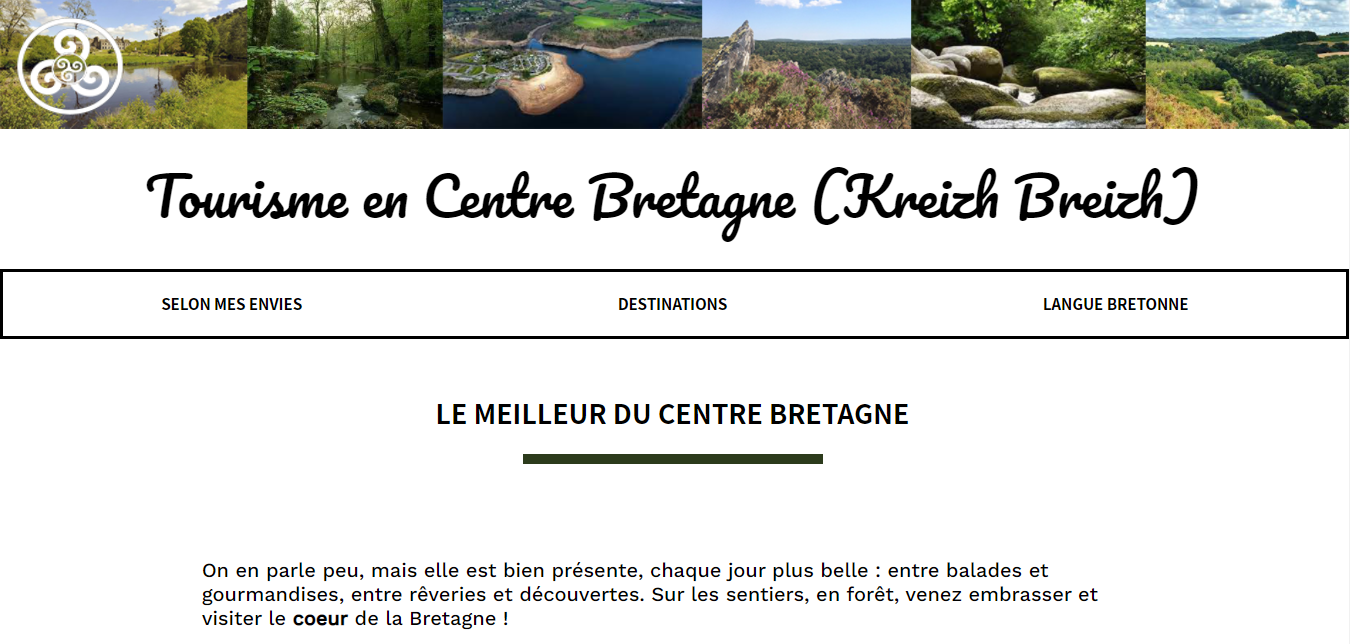 Tourisme en Centre Bretagne (Kreizh Breizh)
SELON MES ENVIES
DESTINATIONS
LANGUE BRETONNE
LE MEILLEUR DU CENTRE BRETAGNE
On en parle peu, mais elle est bien présente, chaque jour plus belle : entre balades et
gourmandises, entre rêveries et découvertes. Sur les sentiers, en forêt, venez embrasser et
visiter le coeur de la Bretagne !